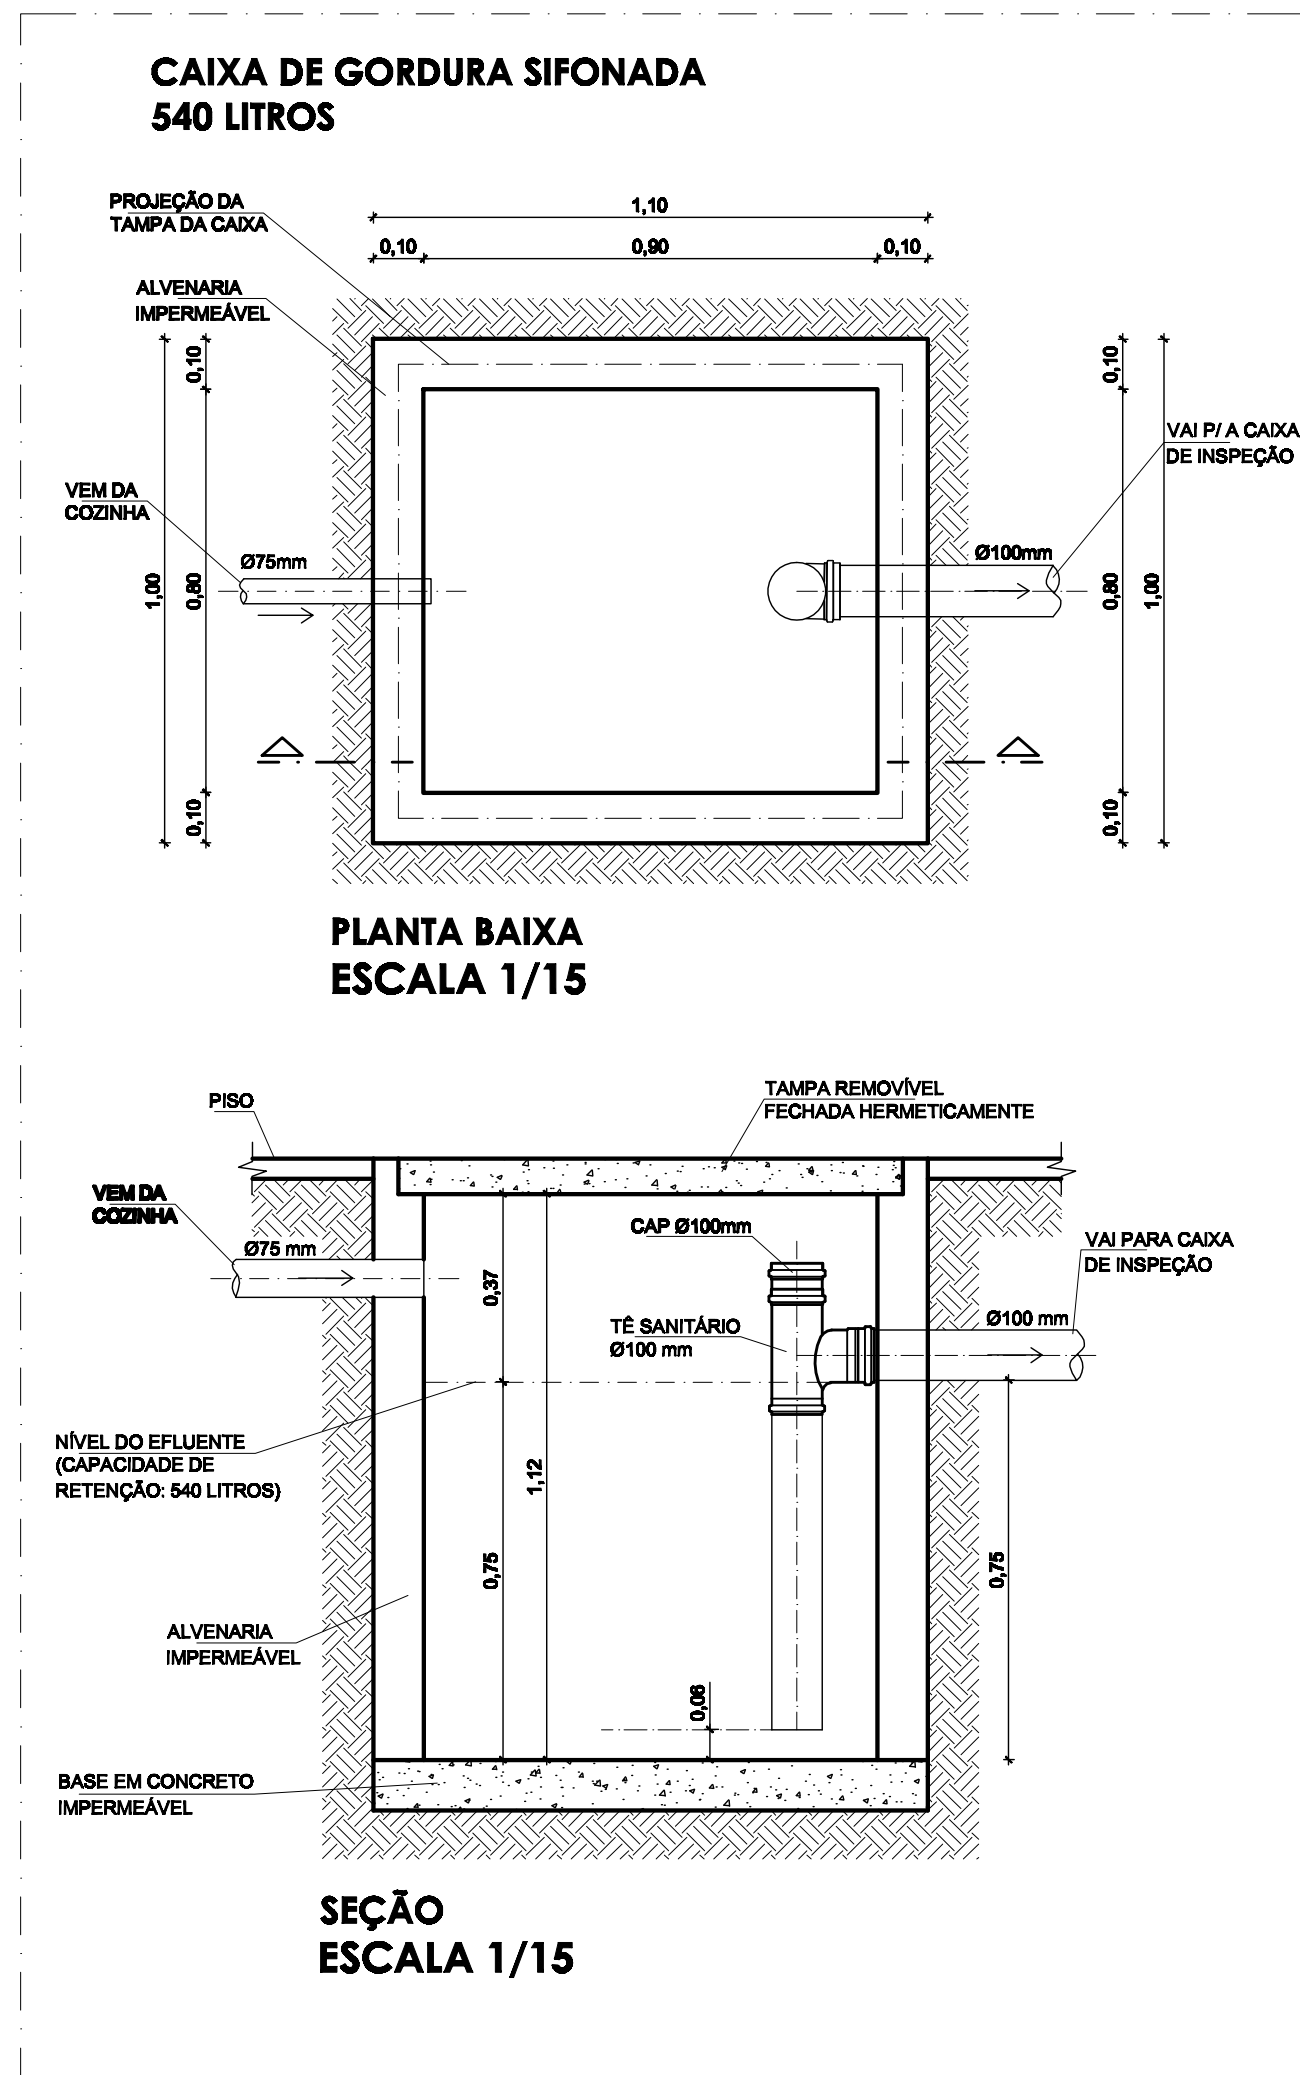 CAIXA DE GORDURA SIFONADA
540 LITROS
PROJEÇÃO DA
TAMPA DA CAIXA
1,10
0,10
0,90
0,10
ALVENARIA
IMPERMEÁVEL
0,10
0,10
VAI P/ A CAIXA
DE INSPEÇÃO
VEM DA
COZINHA
Ø75mm
Ø100mm
1,00
0,80
0,80
1,00
0,10
0,10
PLANTA BAIXA
ESCALA 1/15
TAMPA REMOVÍVEL
FECHADA HERMETICAMENTE
PISO
VEM DA
COZINHA
Ø75 mm
CAP Ø100mm
VAI PARA CAIXA
DE INSPEÇÃO
0,37
TÊ SANITÁRIO
Ø100 mm
Ø100 mm
NÍVEL DO EFLUENTE
(CAPACIDADE DE
RETENÇÃO: 540 LITROS)
1,12
0,75
0,75
ALVENARIA
IMPERMEÁVEL
0,06
BASE EM CONCRETO
IMPERMEÁVEL
SEÇÃO
ESCALA 1/15